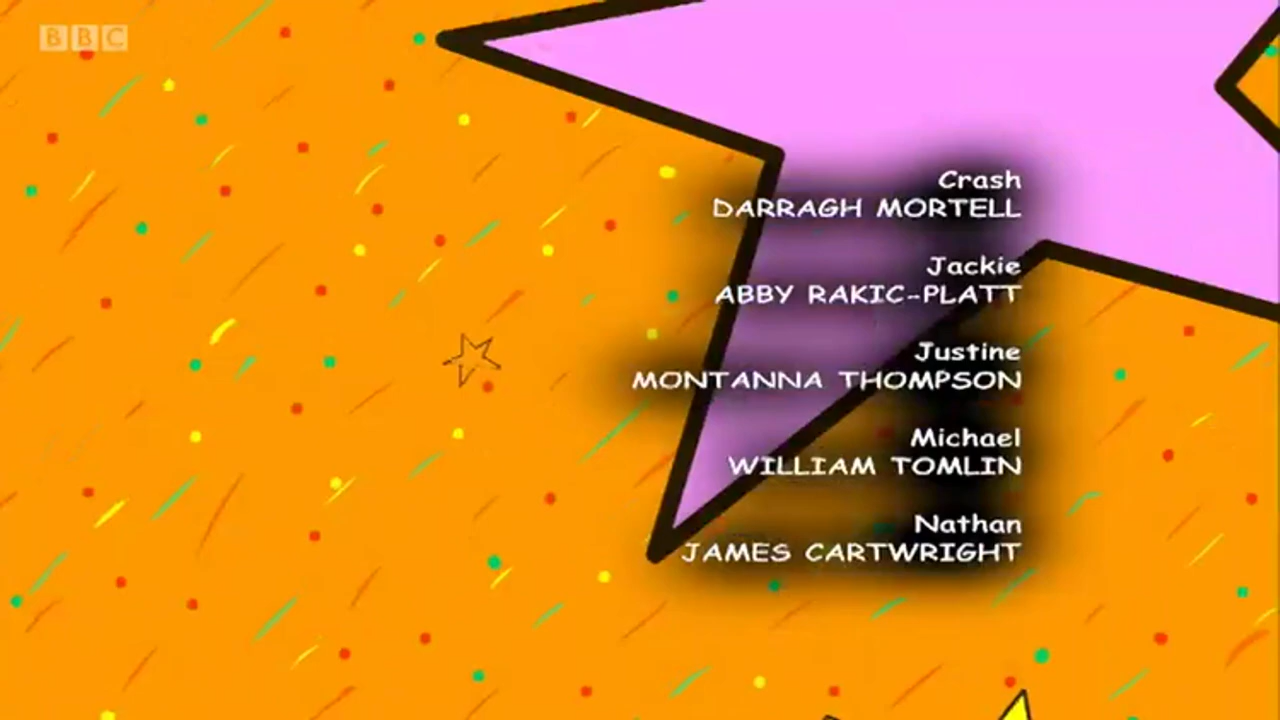 BBC
Crash
DARRAGH MORTELL
Jackie
ABBY RAKIC-PLATT
Justine
MONTANNA THOMPSON
Michael
WILLIAM TOMLIN
Nathan
JAMES CARTWRIGHT